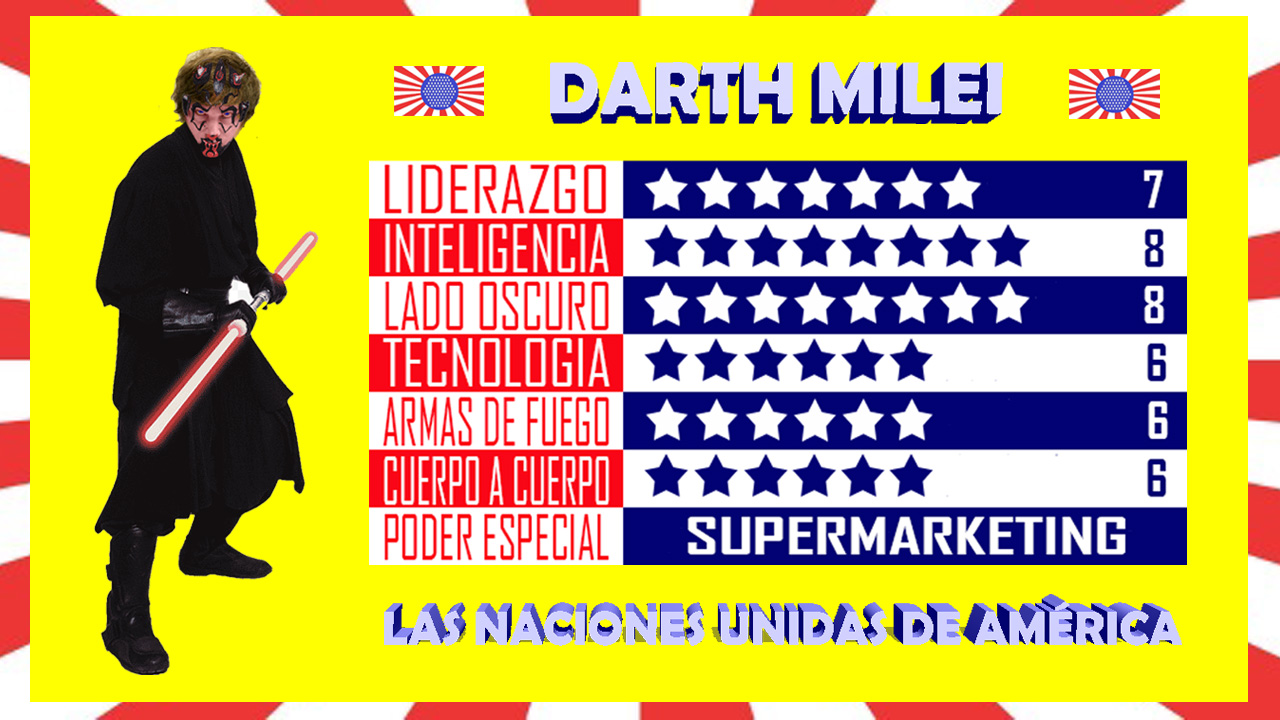 DARTH MILEI
LIDERAZGO 7
INTELIGENCIA 8
LADO OSCURO 8
TECNOLOGIA 6
ARMAS DE FUEGO 6
CUERPO A CUERPO 6
PODER ESPECIAL SUPERMARKETING
LAS NACIONES UNIDAS DE AMÉRICA